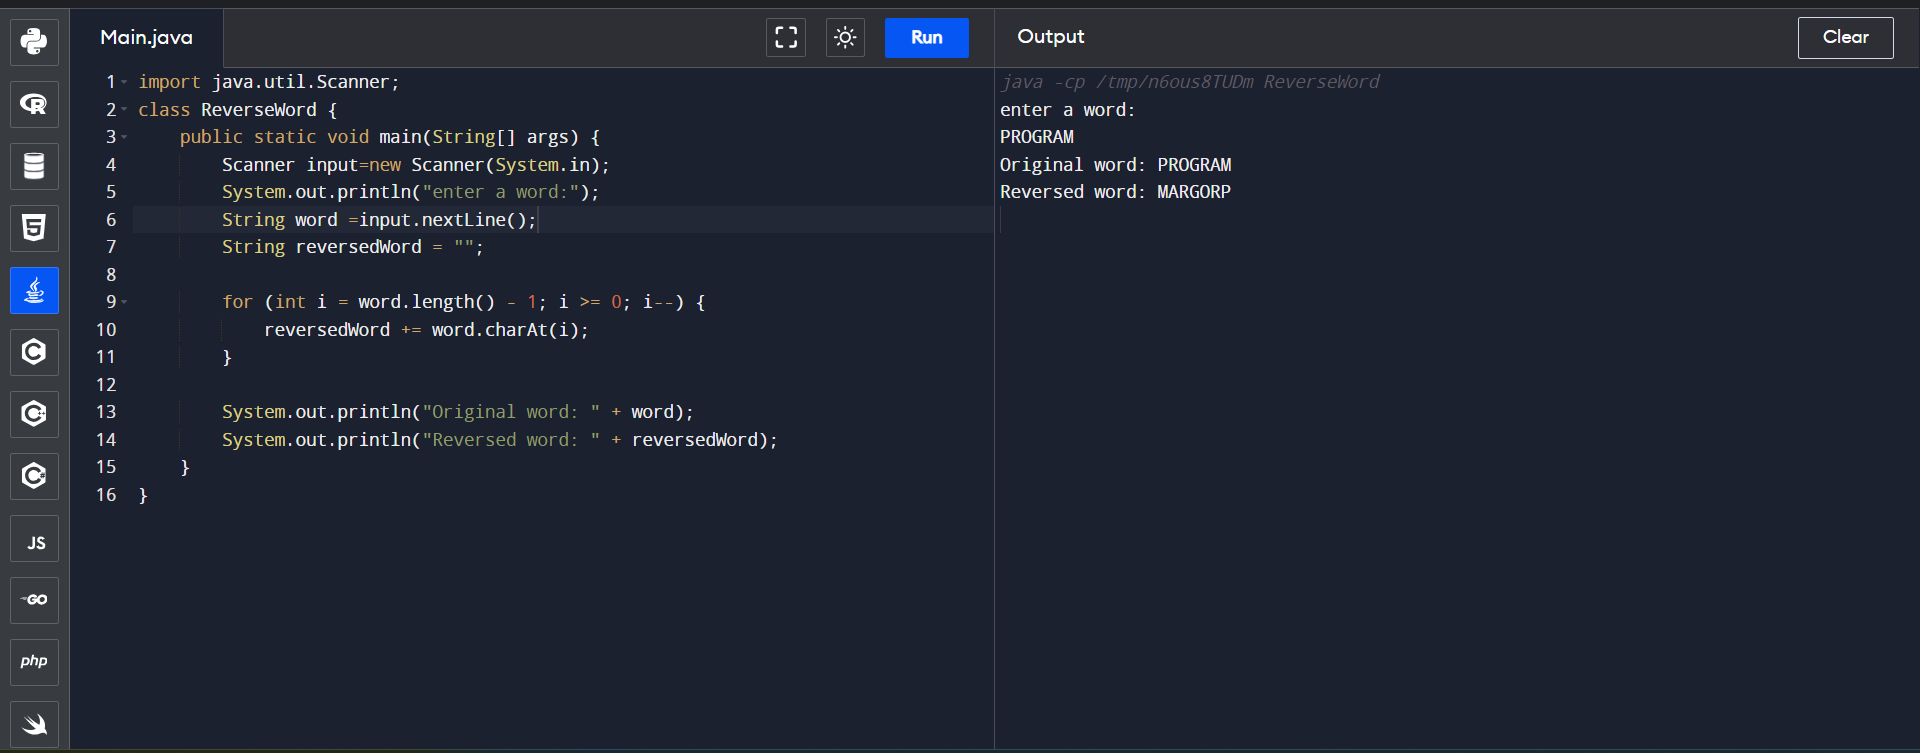 Main.java
Run
Output
Clear
1 import java.util.Scanner;
2 class ReverseWord {
3     public static void main(String[] args) {
4         Scanner input=new Scanner(System.in);
5         System.out.println("enter a word:");
6         String word =input.nextLine();
7         String reversedWord = "";
8
9         for (int i = word.length() - 1; i >= 0; i--) {
10             reversedWord += word.charAt(i);
11         }
12
13         System.out.println("Original word: " + word);
14         System.out.println("Reversed word: " + reversedWord);
15     }
16 }
java -cp /tmp/n6ous8TUDm ReverseWord
enter a word:
PROGRAM
Original word: PROGRAM
Reversed word: MARGORP
R
5
C
C
C
JS
GO
php